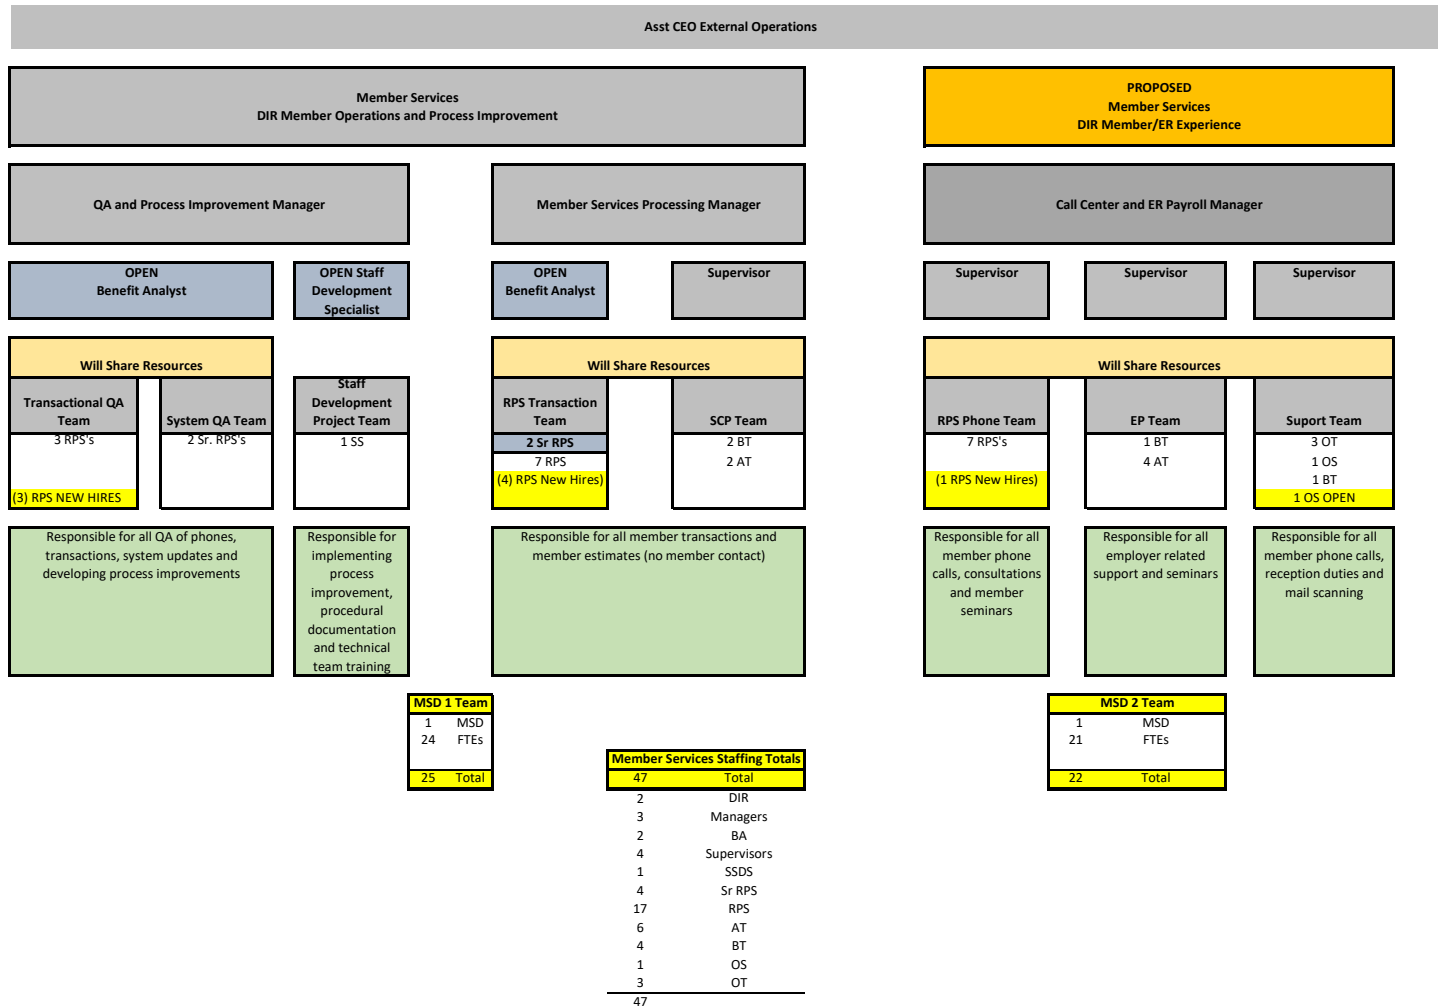 Asst CEO External Operations
Member Services
DIR Member Operations and Process Improvement
PROPOSED
Member Services
DIR Member/ER Experience
QA and Process Improvement Manager
Member Services Processing Manager
Call Center and ER Payroll Manager
OPEN
Benefit Analyst
OPEN Staff
Development
Specialist
OPEN
Benefit Analyst
Supervisor
Supervisor
Supervisor
Supervisor
Will Share Resources
Will Share Resources
Will Share Resources
Transactional QA
Team
System QA Team
Staff
Development
Project Team
RPS Transaction
Team
SCP Team
RPS Phone Team
EP Team
Suport Team
3 RPS's
(3) RPS NEW HIRES
2 Sr. RPS's
1 SS
2 Sr RPS
7 RPS
(4) RPS New Hires)
2 BT
2 AT
7 RPS's
(1 RPS New Hires)
1 BT
4 AT
3 OT
1 OS
1 BT
1 OS OPEN
Responsible for all QA of phones,
transactions, system updates and
developing process improvements
Responsible for
implementing
process
improvement,
procedural
documentation
and technical
team training
Responsible for all member transactions and
member estimates (no member contact)
Responsible for all
member phone
calls, consultations
and member
seminars
Responsible for all
employer related
support and seminars
Responsible for all
member phone calls,
reception duties and
mail scanning
MSD 1 Team
1 MSD
24 FTEs
25 Total
MSD 2 Team
1 MSD
21 FTEs
22 Total
Member Services Staffing Totals
47 Total
2 DIR
3 Managers
2 BA
4 Supervisors
1 SSDS
4 Sr RPS
17 RPS
6 AT
4 BT
1 OS
3 OT
47